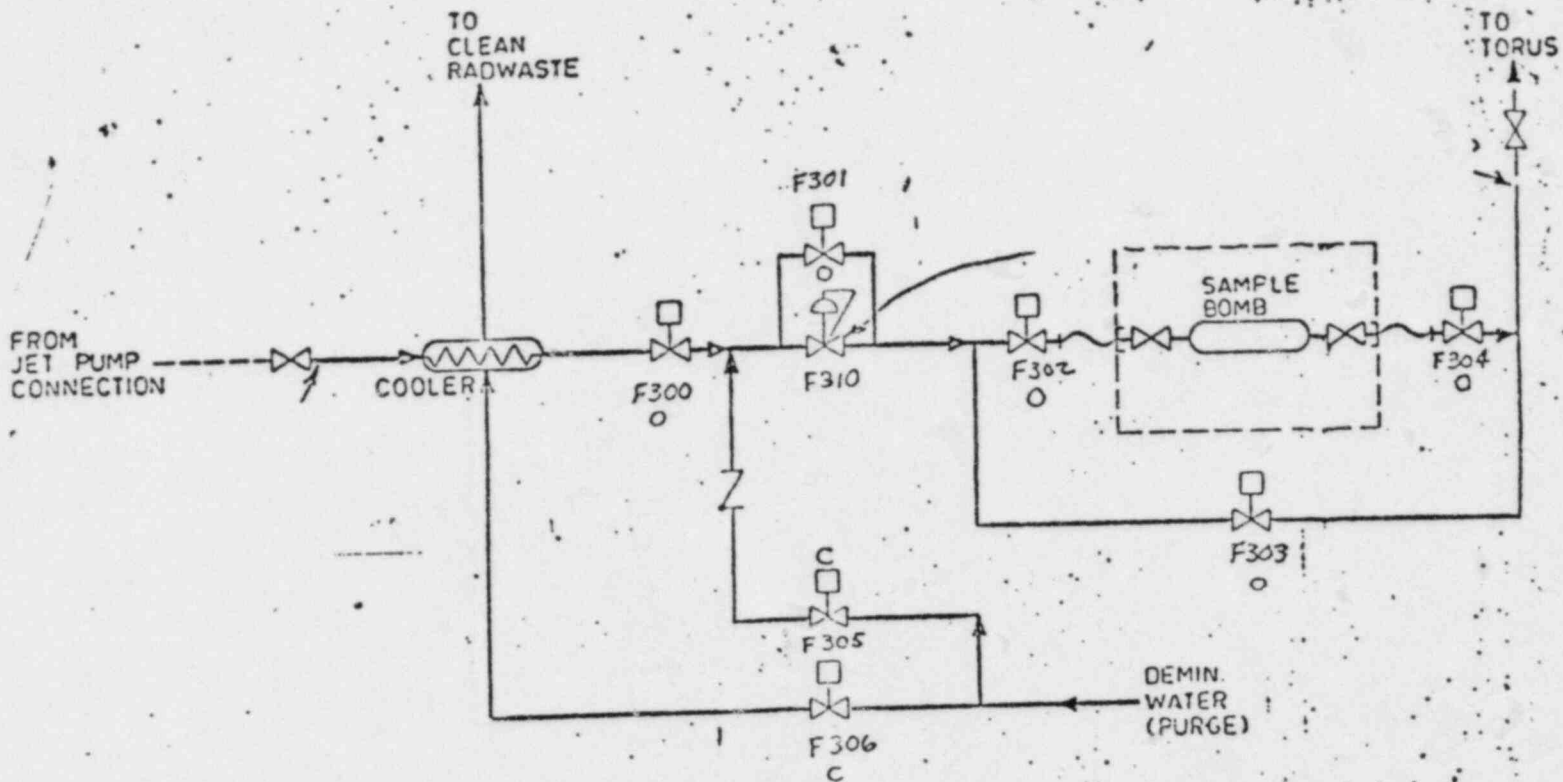 TO
CLEAN
RADWASTE
TO
TORUS
F301
O
FROM
JET PUMP
CONNECTION
COOLER
F300
O
F310
F302
O
SAMPLE
BOMB
F304
O
F303
O
C
F305
F306
C
DEMIN.
WATER
(PURGE)